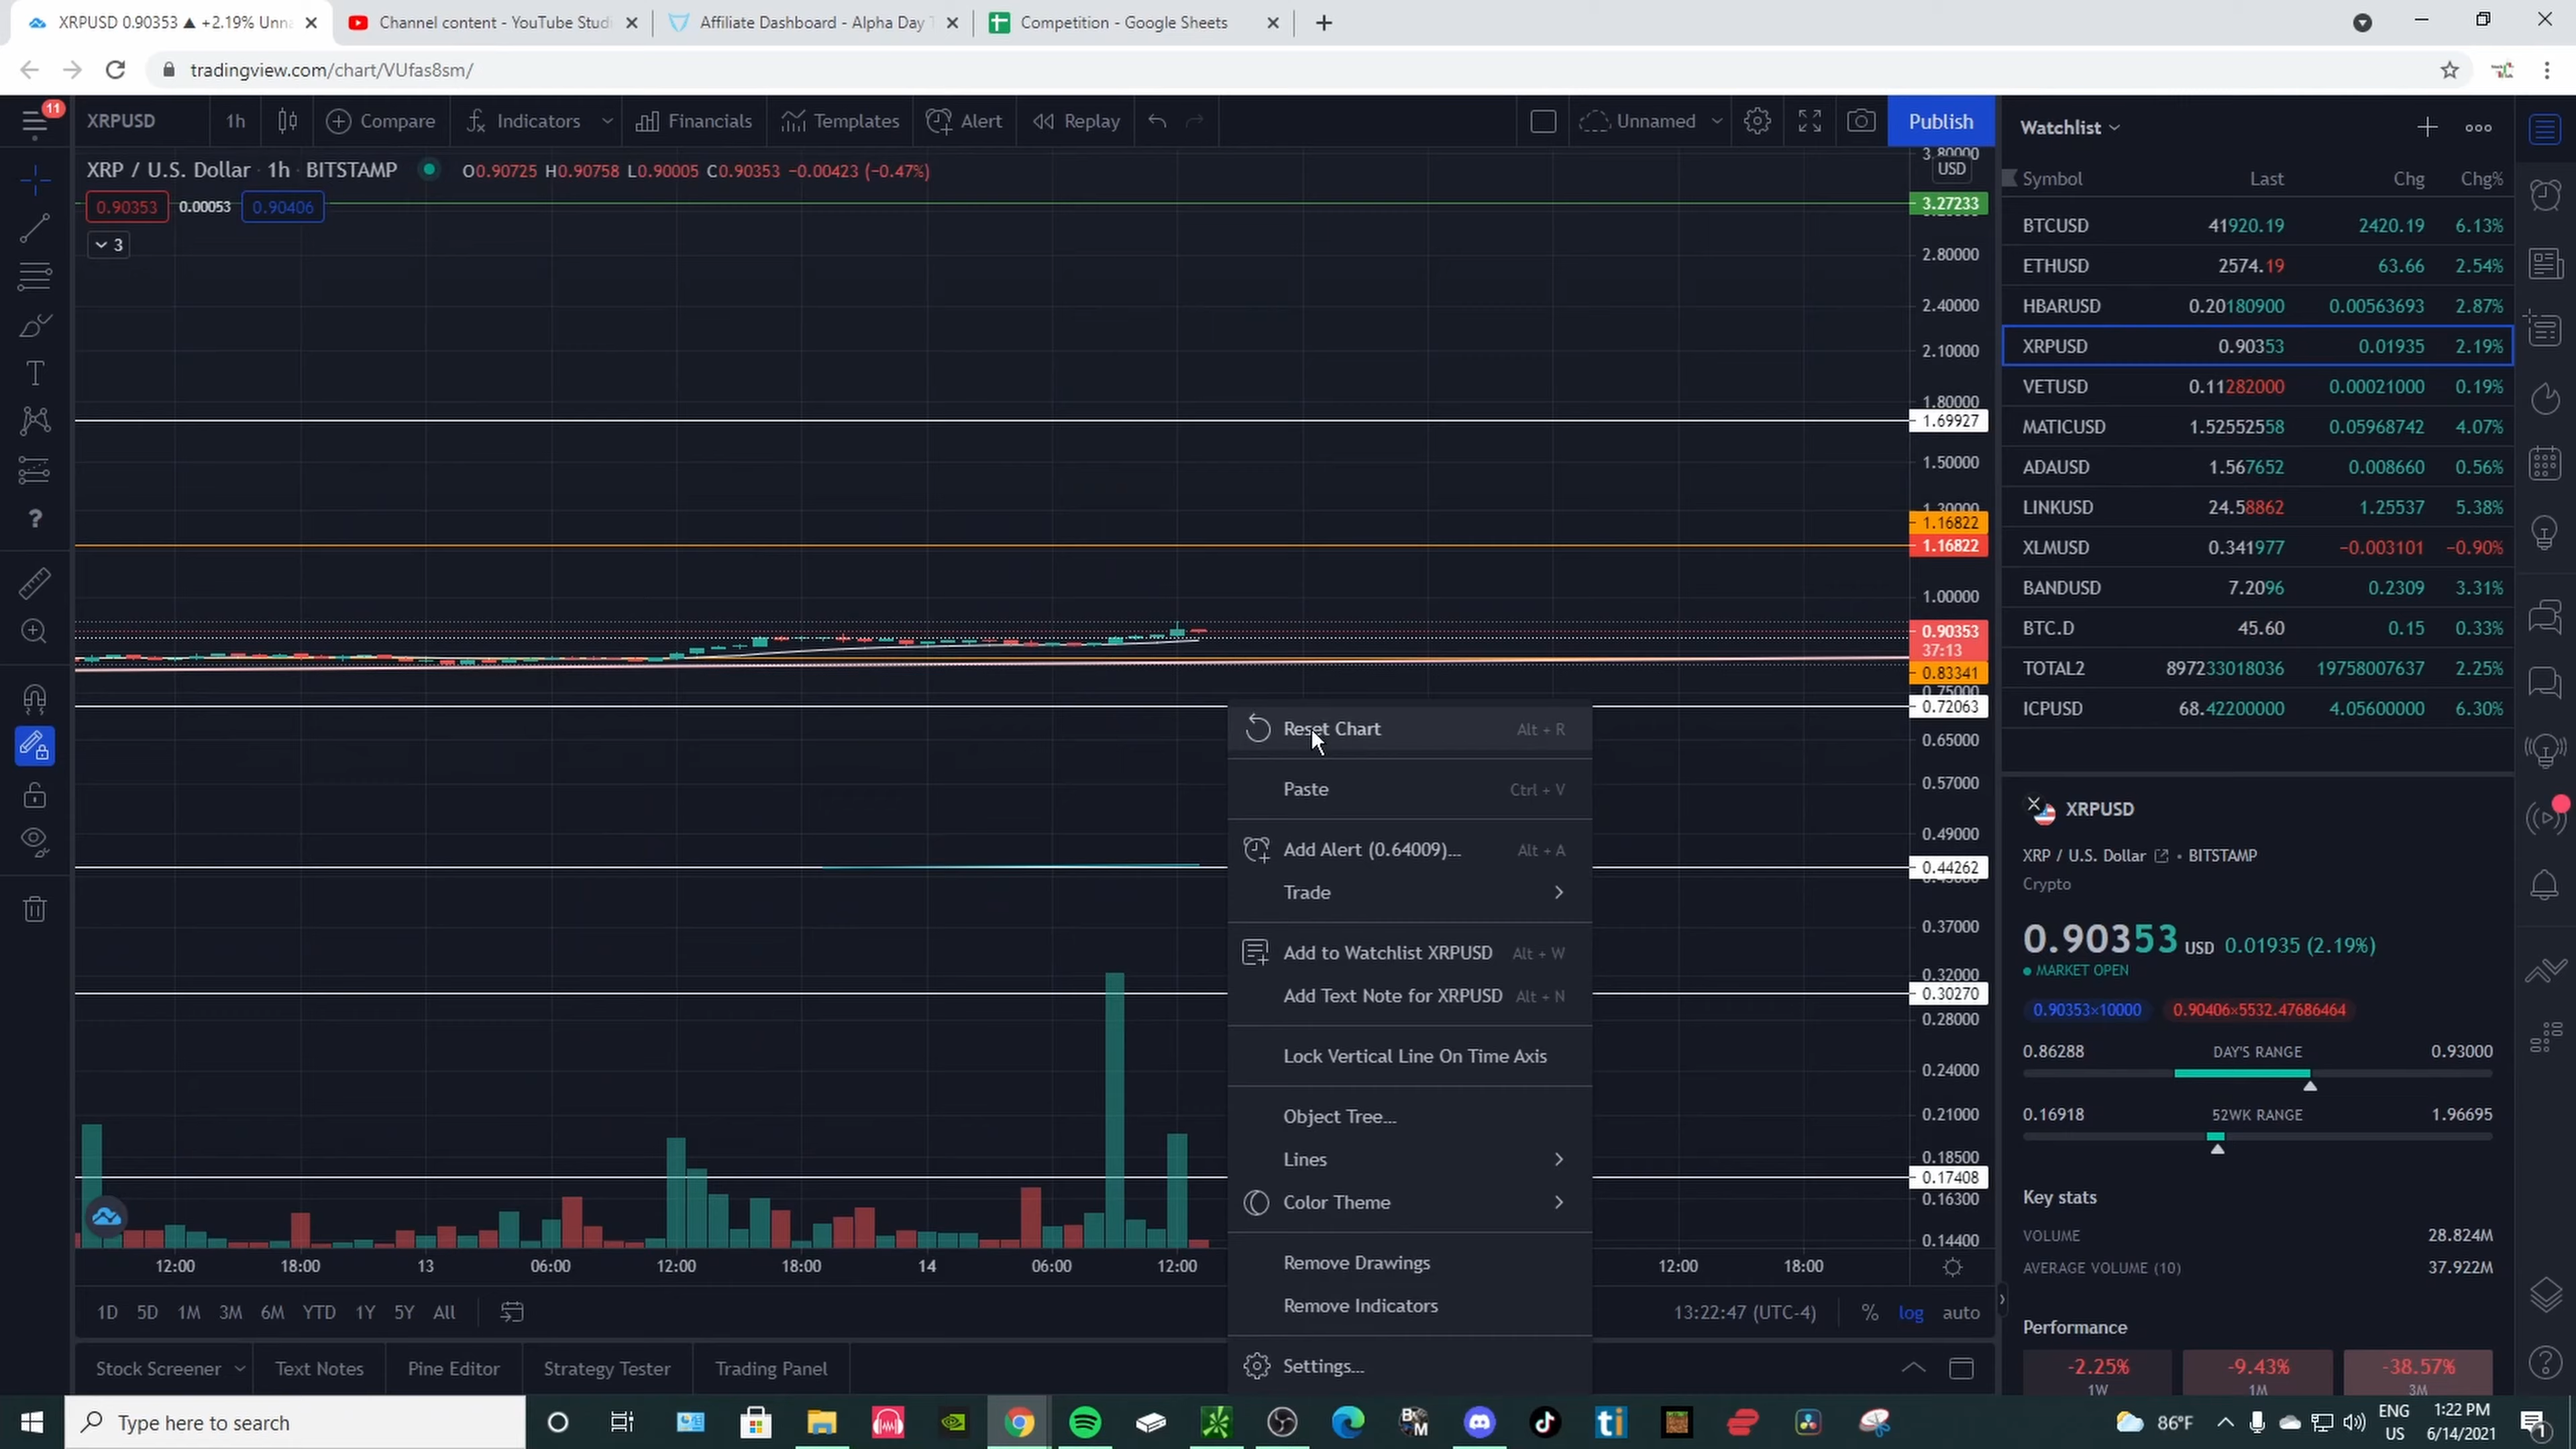 XRPUSD 0.90353 ▲ +2.19% Unna
Channel content - YouTube Studi
Affiliate Dashboard - Alpha Day T
Competition - Google Sheets
tradingview.com/chart/VUfas8sm/
11
XRPUSD 1h Compare Indicators Financials Templates Alert Replay Unnamed Publish
XRP / U.S. Dollar · 1h · BITSTAMP O0.90725 H0.90758 L0.90005 C0.90353 −0.00423 (−0.47%)
0.90353 0.00053 0.90406
3
3.80000
USD
3.27233
2.80000
2.40000
2.10000
1.80000
1.69927
1.50000
1.30000
1.16822
1.16822
1.00000
0.90353
37:13
0.83341
0.75000
0.72063
0.65000
0.57000
0.49000
0.44262
0.37000
0.32000
0.30270
0.28000
0.24000
0.21000
0.18500
0.17408
0.16300
0.14400
Reset Chart Alt + R
Paste Ctrl + V
Add Alert (0.64009)... Alt + A
Trade
Add to Watchlist XRPUSD Alt + W
Add Text Note for XRPUSD Alt + N
Lock Vertical Line On Time Axis
Object Tree...
Lines
Color Theme
Remove Drawings
Remove Indicators
Settings...
12:00 18:00 13 06:00 12:00 18:00 14 06:00 12:00 12:00 18:00
1D 5D 1M 3M 6M YTD 1Y 5Y All 13:22:47 (UTC-4) % log auto
Stock Screener Text Notes Pine Editor Strategy Tester Trading Panel
Watchlist
Symbol Last Chg Chg%
BTCUSD 41920.19 2420.19 6.13%
ETHUSD 2574.19 63.66 2.54%
HBARUSD 0.20180900 0.00563693 2.87%
XRPUSD 0.90353 0.01935 2.19%
VETUSD 0.11282000 0.00021000 0.19%
MATICUSD 1.52552558 0.05968742 4.07%
ADAUSD 1.567652 0.008660 0.56%
LINKUSD 24.58862 1.25537 5.38%
XLMUSD 0.341977 −0.003101 −0.90%
BANDUSD 7.2096 0.2309 3.31%
BTC.D 45.60 0.15 0.33%
TOTAL2 897233018036 19758007637 2.25%
ICPUSD 68.42200000 4.05600000 6.30%
XRPUSD
XRP / U.S. Dollar • BITSTAMP
Crypto
0.90353 USD 0.01935 (2.19%)
MARKET OPEN
0.90353×10000 0.90406×5532.47686464
0.86288 DAY'S RANGE 0.93000
0.16918 52WK RANGE 1.96695
Key stats
VOLUME 28.824M
AVERAGE VOLUME (10) 37.922M
Performance
-2.25% -9.43% -38.57%
1W 1M 3M
Type here to search
86°F
ENG
US
1:22 PM
6/14/2021
1